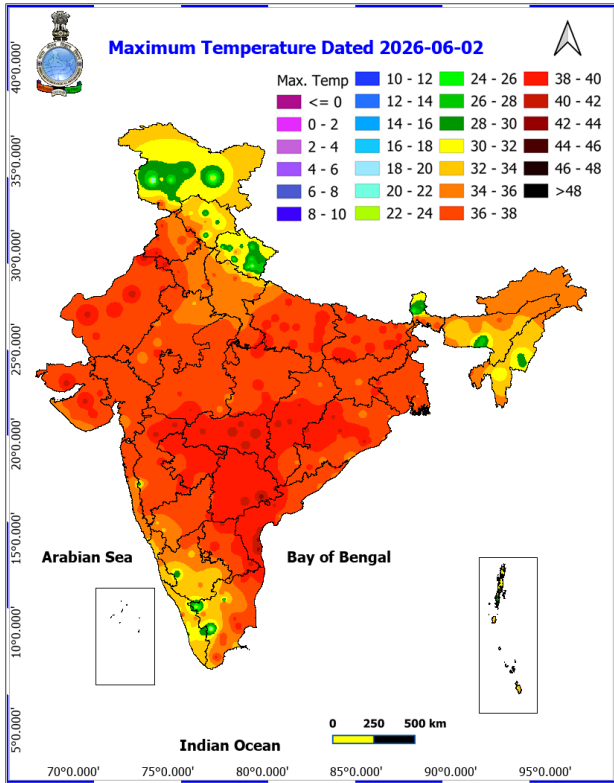 Maximum Temperature Dated 2026-06-02
Max. Temp
<= 0
0 - 2
2 - 4
4 - 6
6 - 8
8 - 10
10 - 12
12 - 14
14 - 16
16 - 18
18 - 20
20 - 22
22 - 24
24 - 26
26 - 28
28 - 30
30 - 32
32 - 34
34 - 36
36 - 38
38 - 40
40 - 42
42 - 44
44 - 46
46 - 48
>48
40°0.000'
35°0.000'
30°0.000'
25°0.000'
20°0.000'
15°0.000'
10°0.000'
5°0.000'
Arabian Sea
Bay of Bengal
Indian Ocean
0 250 500 km
70°0.000' 75°0.000' 80°0.000' 85°0.000' 90°0.000' 95°0.000'